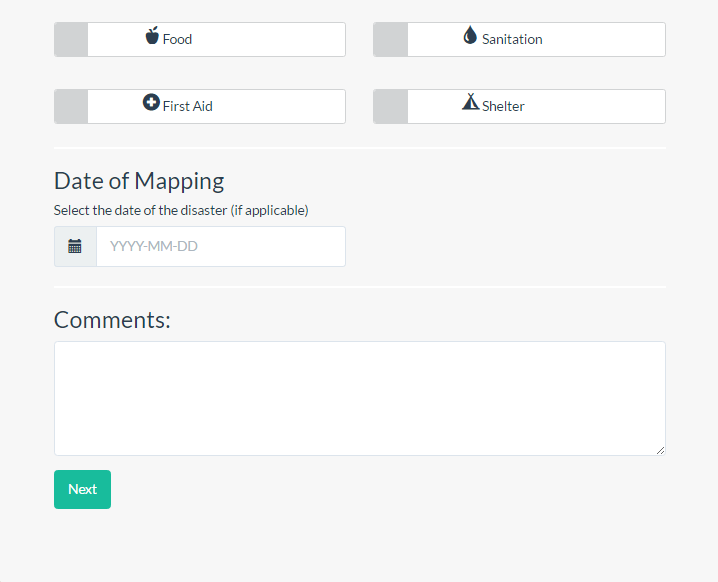 Food
Sanitation
First Aid
Shelter
Date of Mapping
Select the date of the disaster (if applicable)
YYYY-MM-DD
Comments:
Next